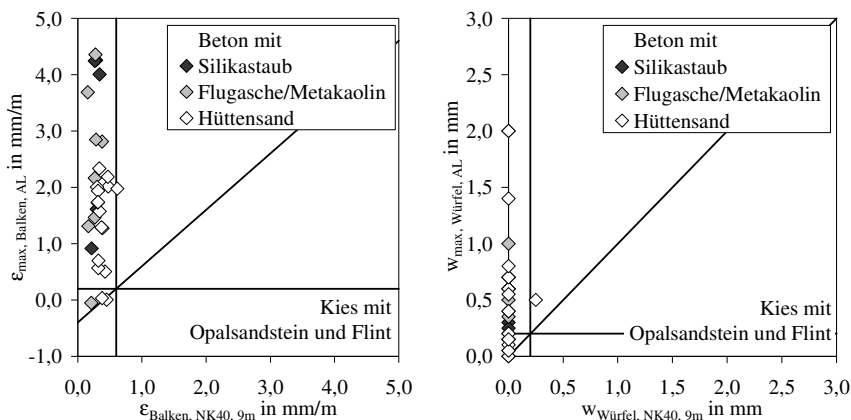 5,0
4,0
3,0
2,0
1,0
0,0
-1,0
ε max, Balken, AL in mm/m
Beton mit
Silikastaub
Flugasche/Metakaolin
Hüttensand
Kies mit
Opalsandstein und Flint
0,0 1,0 2,0 3,0 4,0 5,0
ε Balken, NK40, 9m in mm/m
3,0
2,5
2,0
1,5
1,0
0,5
0,0
w max, Würfel, AL in mm
Beton mit
Silikastaub
Flugasche/Metakaolin
Hüttensand
Kies mit
Opalsandstein und Flint
0,0 0,5 1,0 1,5 2,0 2,5 3,0
w Würfel, NK40, 9m in mm